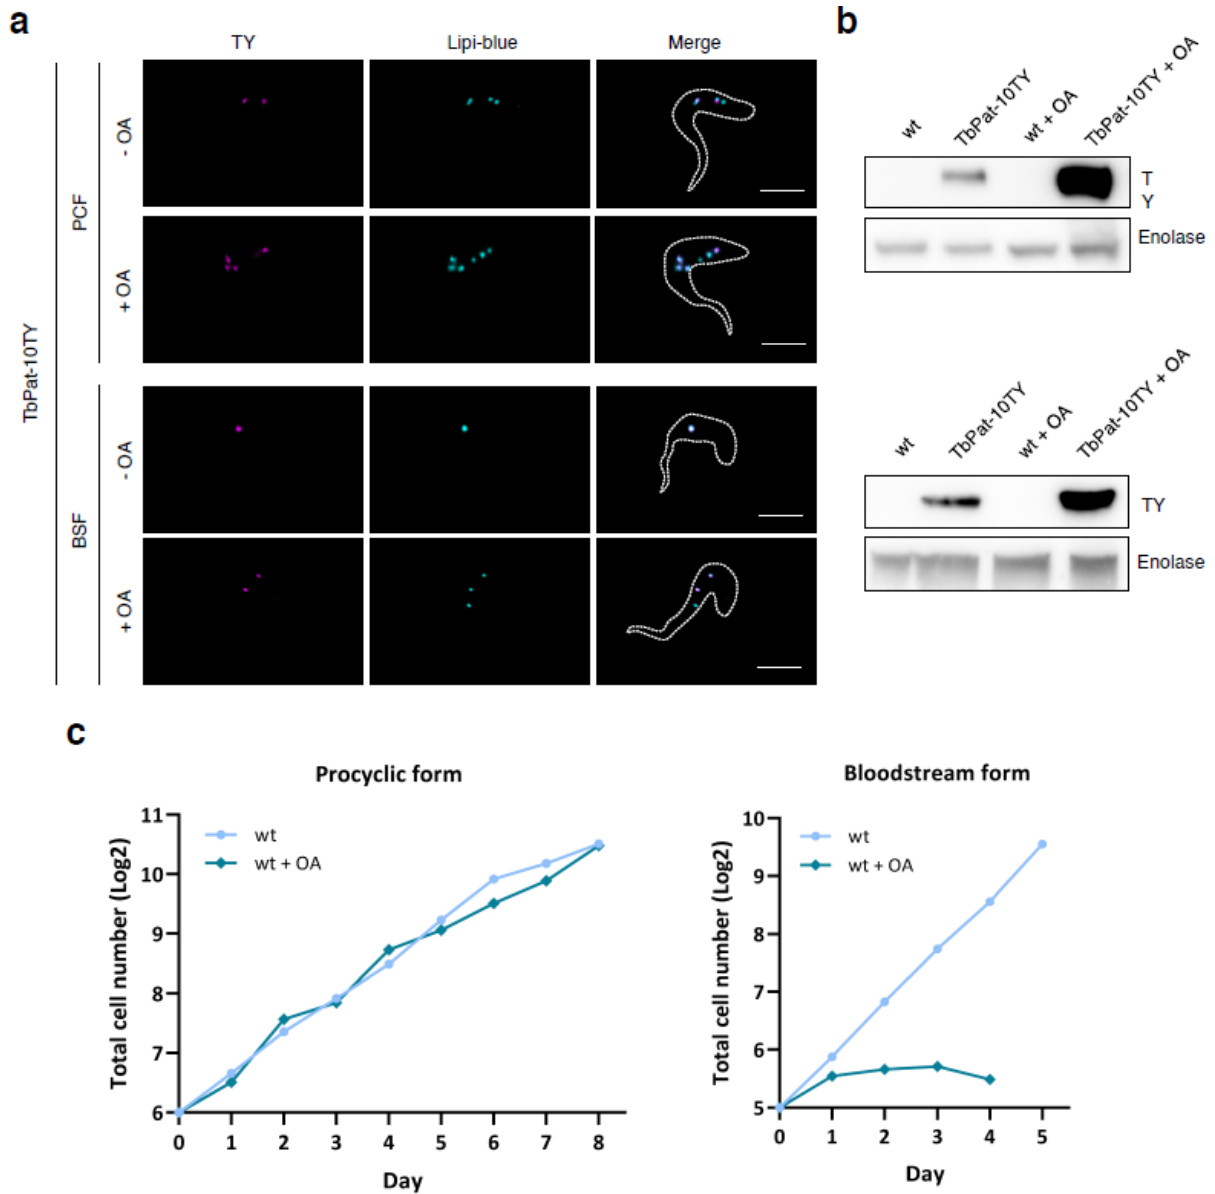 a
TY
Lipi-blue
Merge
TbPat-10TY
PCF
- OA
+ OA
BSF
- OA
+ OA
b
wt
TbPat-10TY
wt + OA
TbPat-10TY + OA
T
Y
Enolase
wt
TbPat-10TY
wt + OA
TbPat-10TY + OA
TY
Enolase
c
Procyclic form
Total cell number (Log2)
11
10
9
8
7
6
wt
wt + OA
0 1 2 3 4 5 6 7 8
Day
Bloodstream form
Total cell number (Log2)
10
9
8
7
6
5
wt
wt + OA
0 1 2 3 4 5
Day